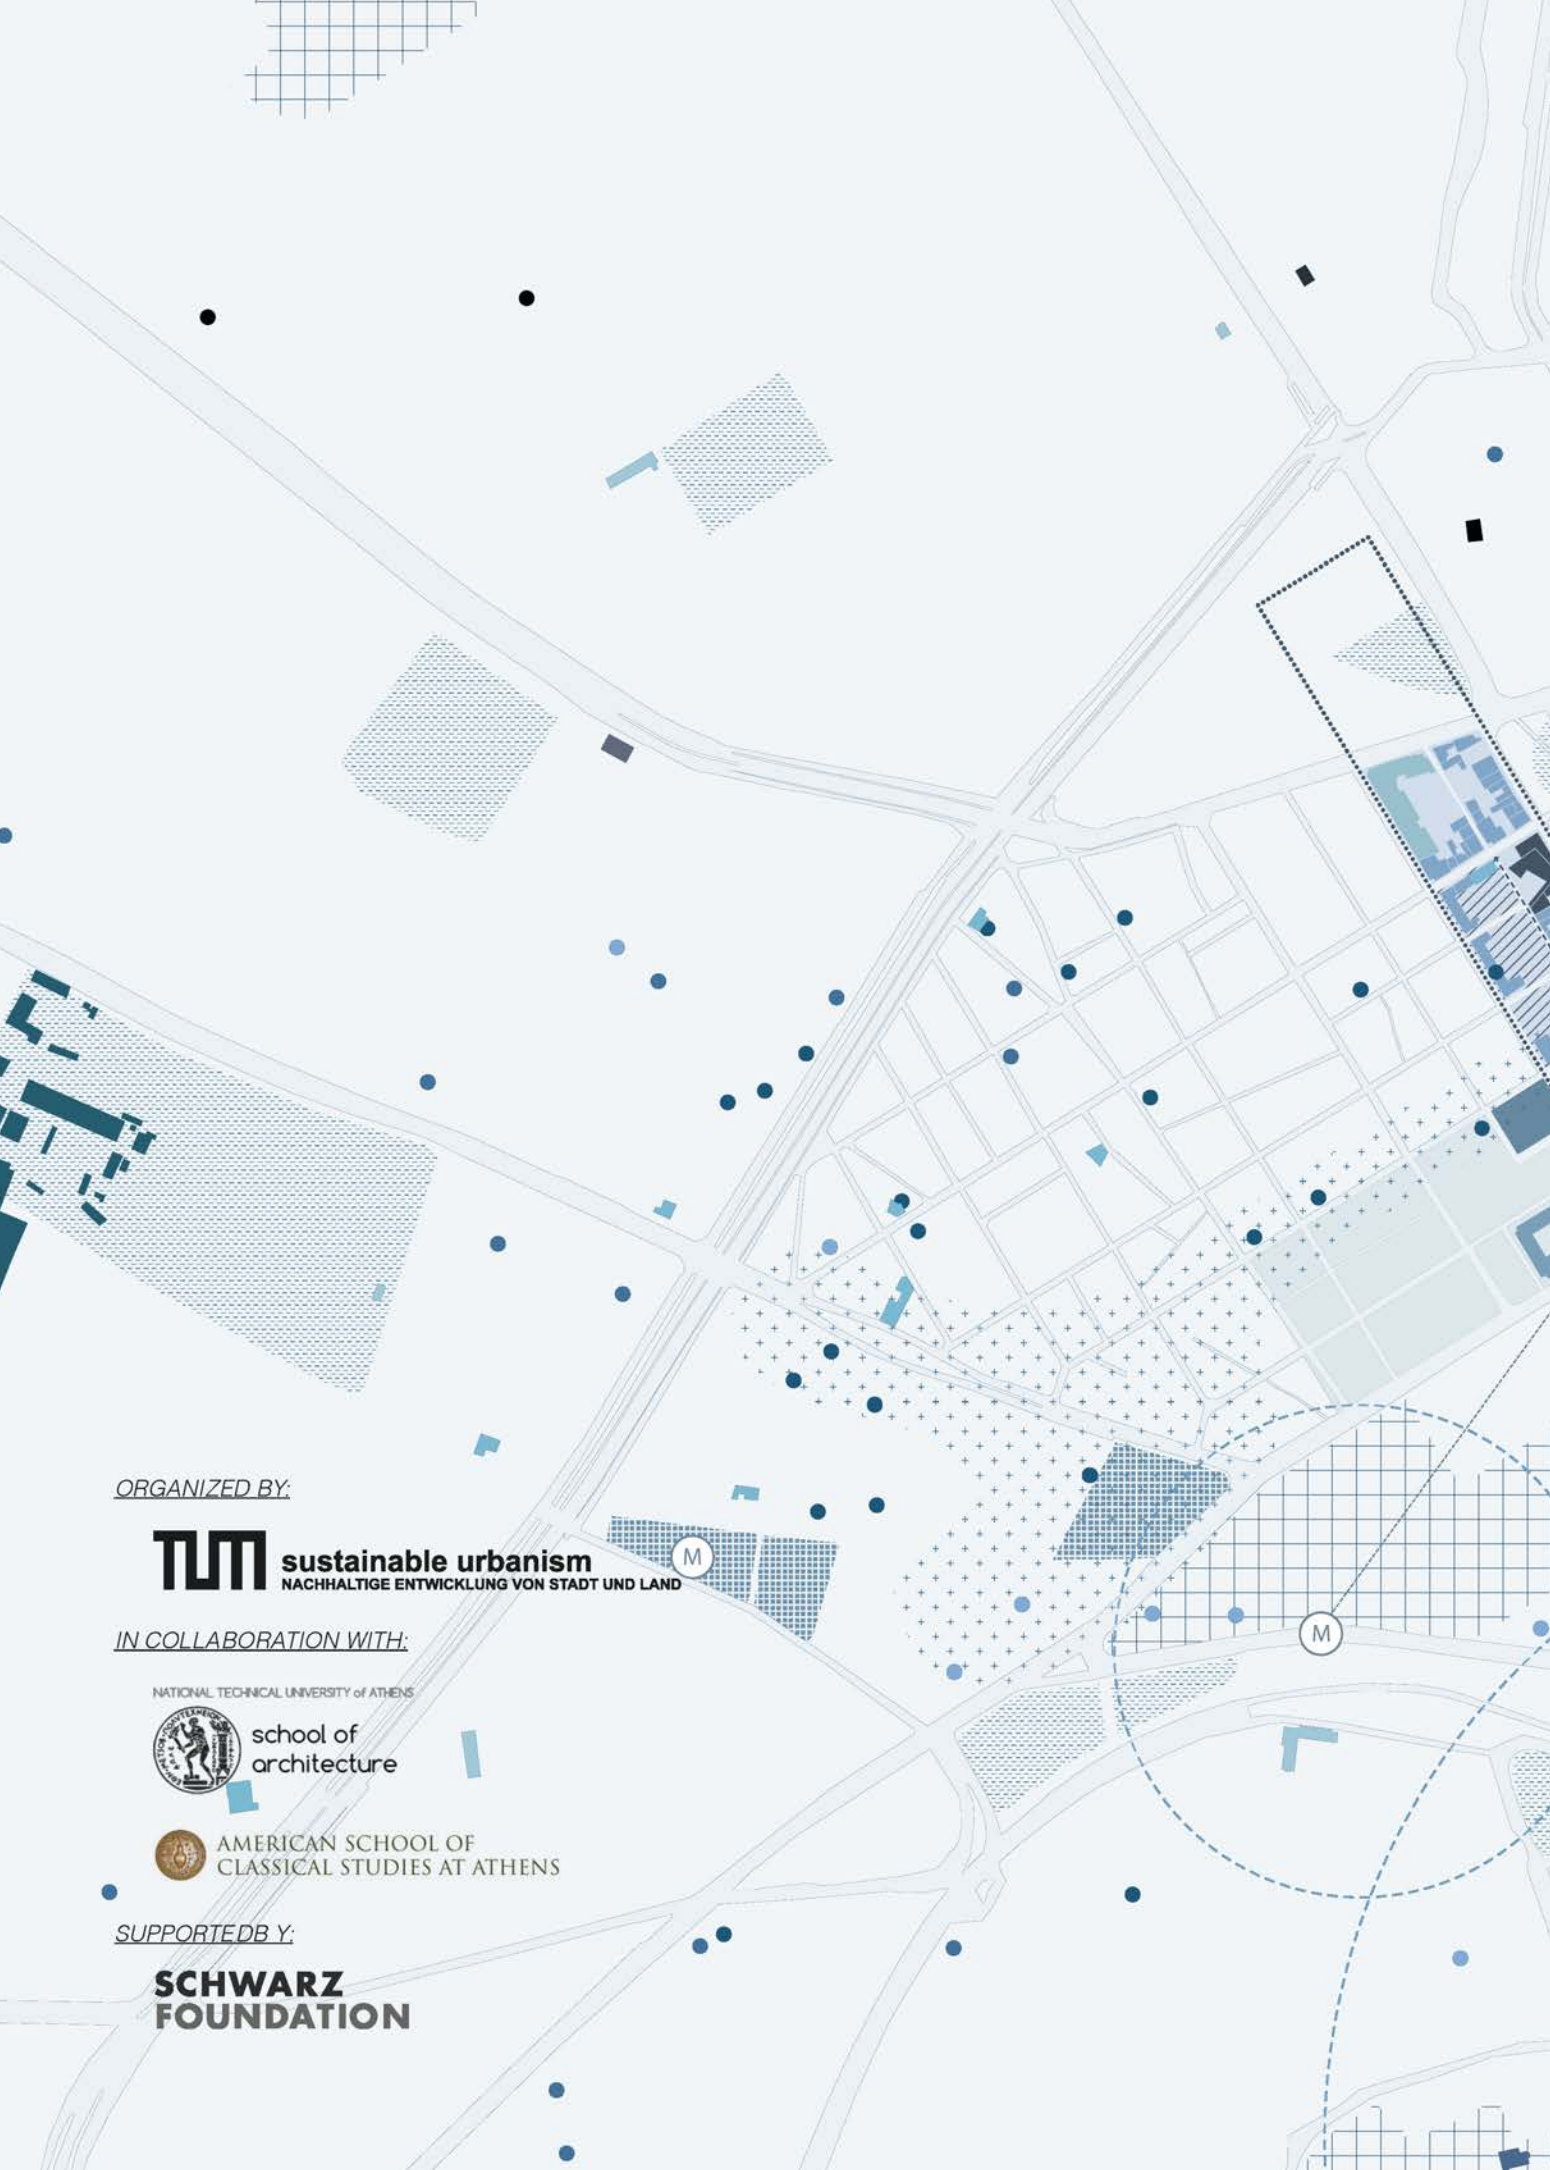 ORGANIZED BY:
TUM
sustainable urbanism
NACHHALTIGE ENTWICKLUNG VON STADT UND LAND
M
IN COLLABORATION WITH:
M
NATIONAL TECHNICAL UNIVERSITY of ATHENS
school of
architecture
AMERICAN SCHOOL OF
CLASSICAL STUDIES AT ATHENS
SUPPORTEDB Y:
SCHWARZ
FOUNDATION